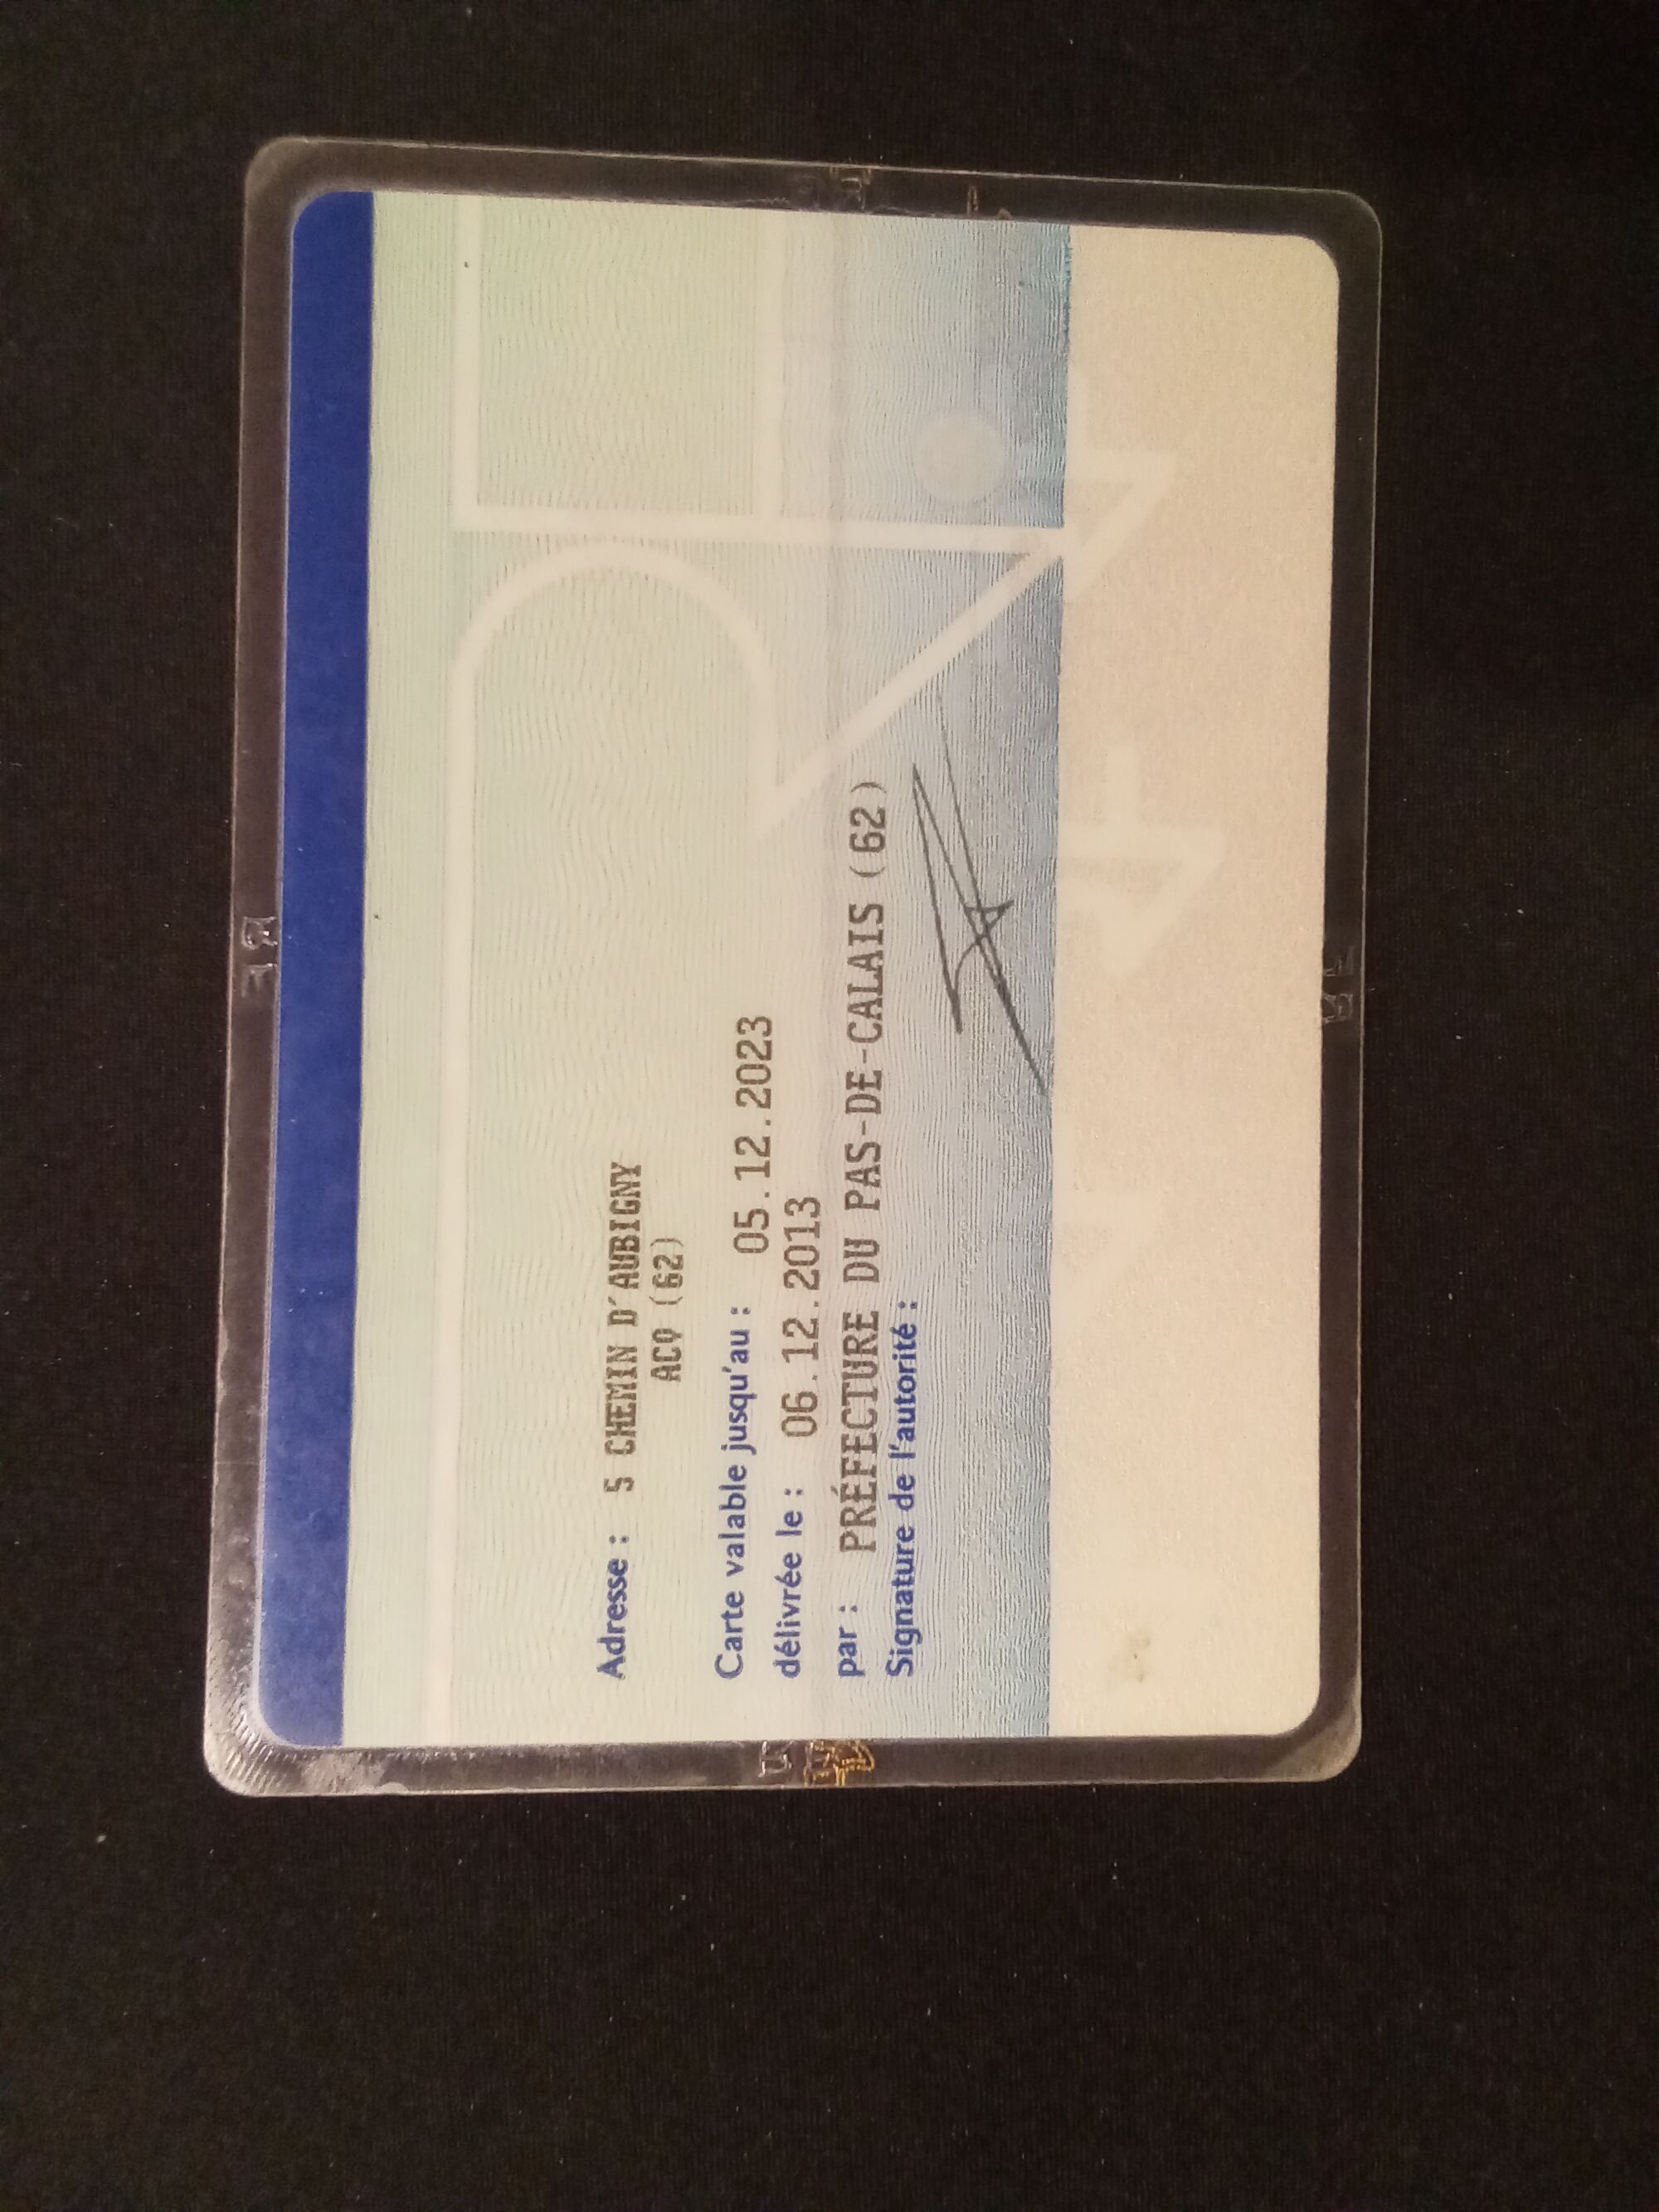 Adresse : 5 CHEMIN D'AUBIGNY
ACQ (62)
Carte valable jusqu'au : 05.12.2023
délivrée le : 06.12.2013
par : PRÉFECTURE DU PAS-DE-CALAIS (62)
Signature de l'autorité :